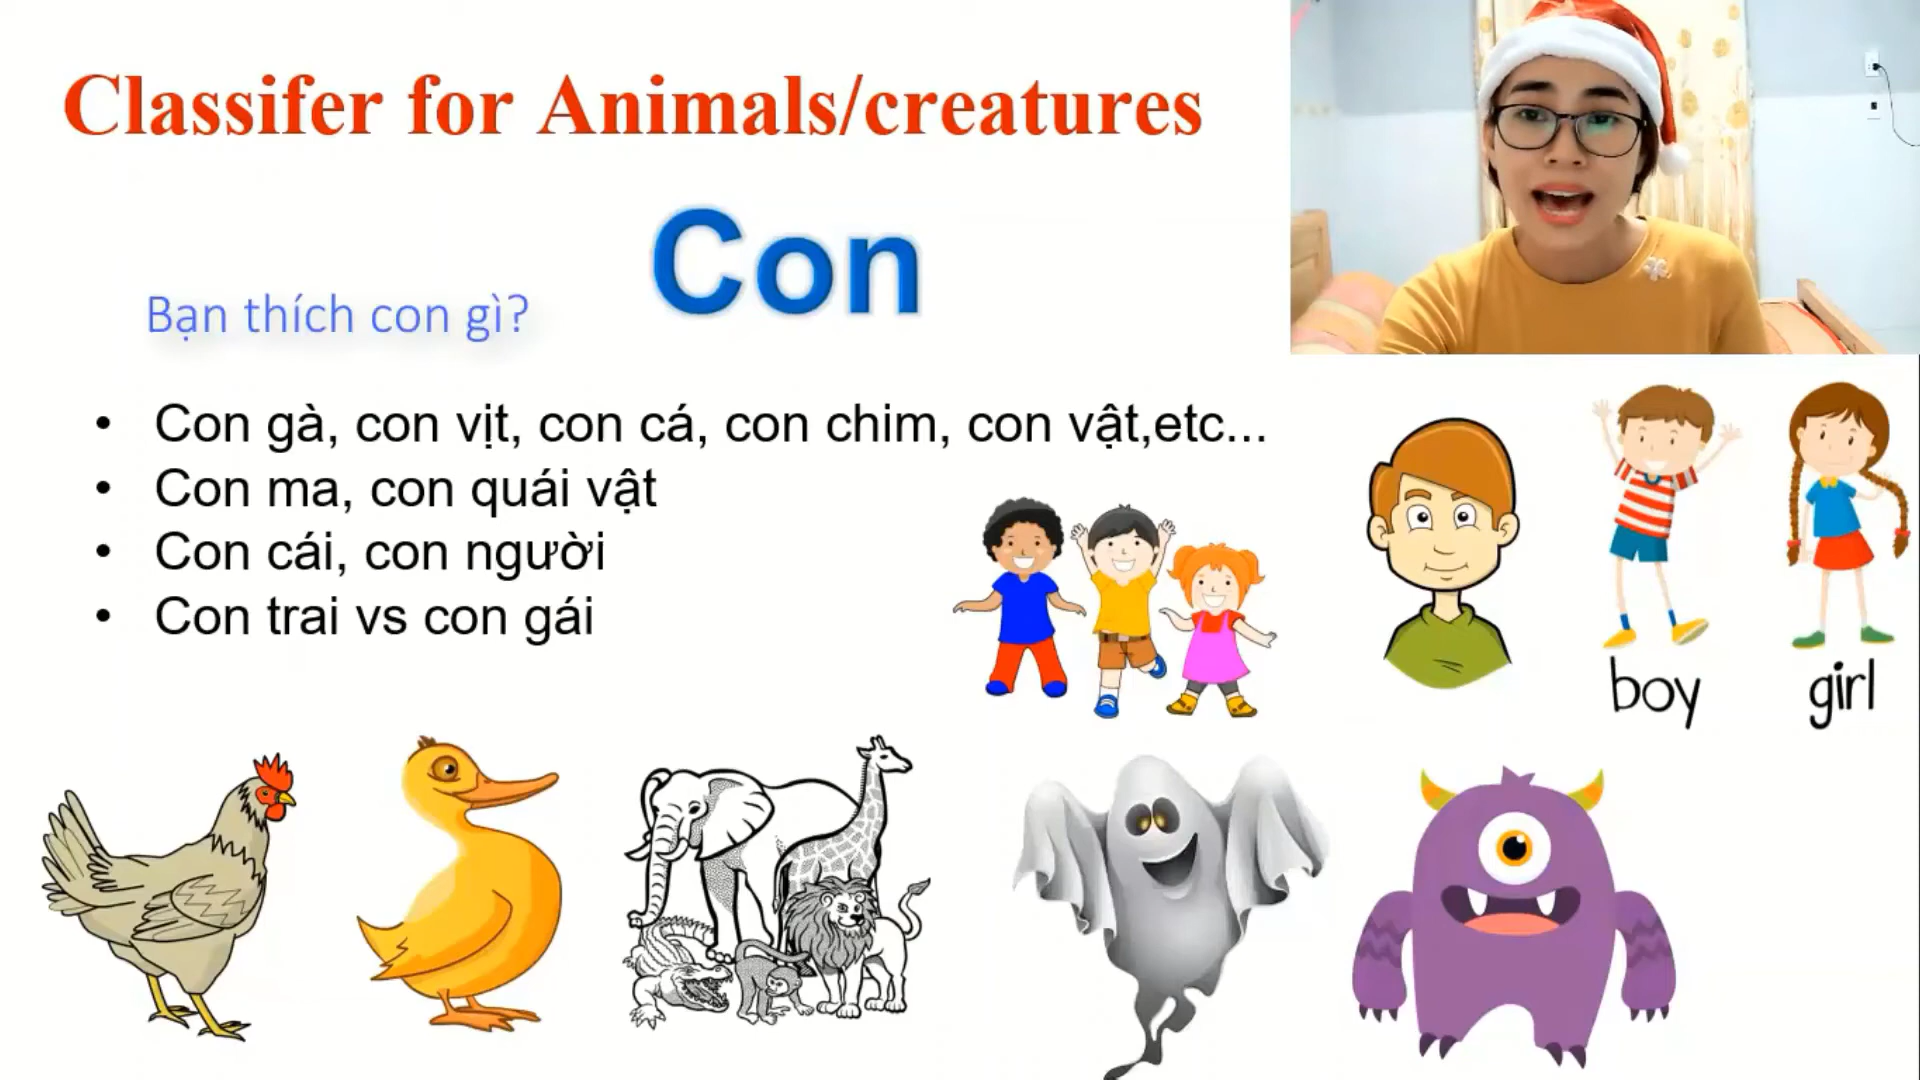 Classifer for Animals/creatures
Con
Bạn thích con gì?
• Con gà, con vịt, con cá, con chim, con vật,etc...
• Con ma, con quái vật
• Con cái, con người
• Con trai vs con gái
boy
girl